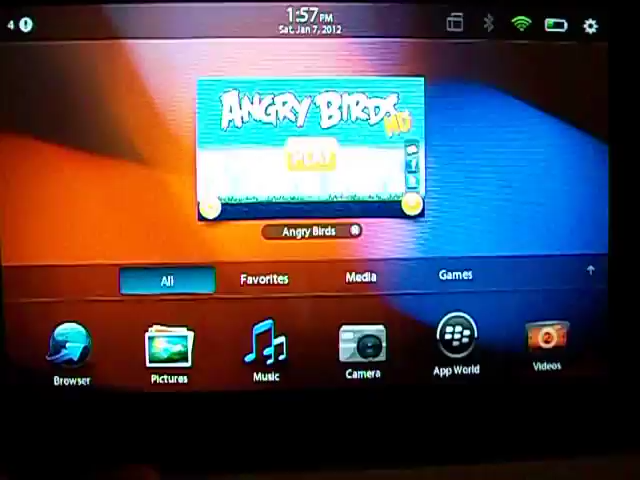 4
1:57 PM
Sat, Jan 7, 2012
ANGRY BIRDS
HD
PLAY
Angry Birds
All
Favorites
Media
Games
Browser
Pictures
Music
Camera
App World
Videos